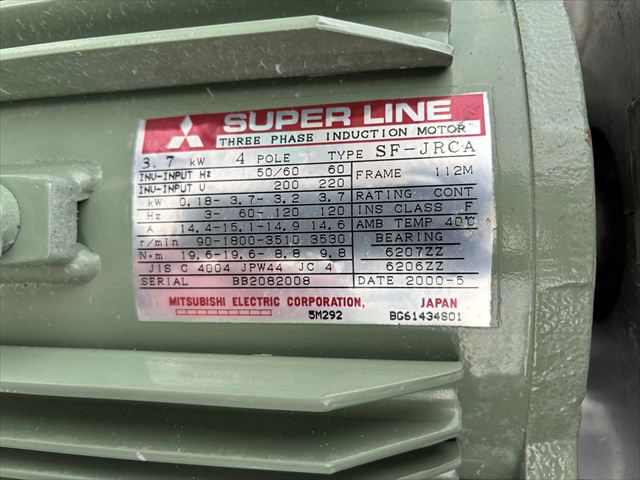 SUPER LINE
THREE PHASE INDUCTION MOTOR
3.7 kW 4 POLE TYPE SF-JRCA
INV-INPUT Hz 50/60 60 FRAME 112M
INV-INPUT V 200 220
kW 0.18- 3.7- 3.2 3.7 RATING CONT
Hz 3- 60- 120 120 INS CLASS F
A 14.4-15.1-14.9 14.6 AMB TEMP 40℃
r/min 90-1800-3510 3530 BEARING
N·m 19.6-19.6- 8.8 9.8 6207ZZ
JIS C 4004 JPW44 JC 4 6206ZZ
SERIAL BB2082008 DATE 2000-5
MITSUBISHI ELECTRIC CORPORATION, JAPAN
5M292 BG61434S01